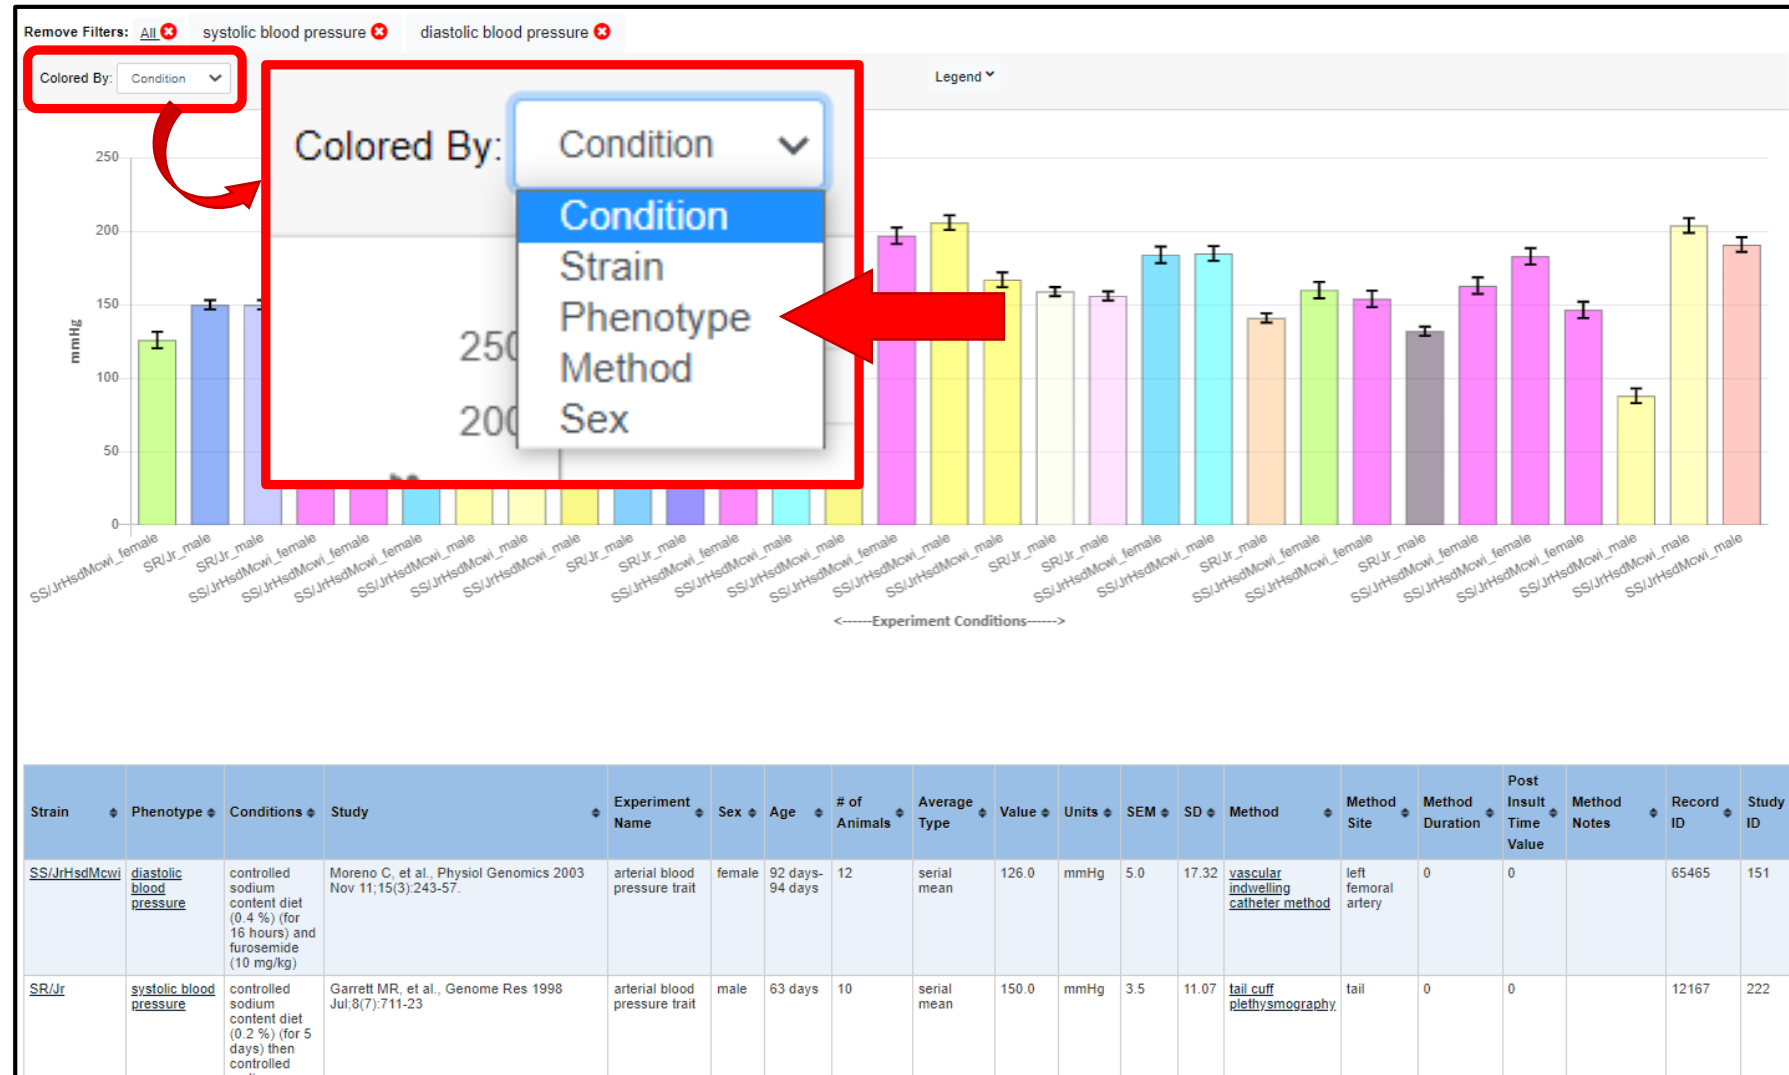 Remove Filters: All systolic blood pressure diastolic blood pressure
Colored By: Condition
Legend
Colored By: Condition
Condition
Strain
Phenotype
Method
Sex
250
200
250
200
150
100
50
0
mmHg
SS/JrHsdMcwi_female
SR/Jr_male
SR/Jr_male
SS/JrHsdMcwi_female
SS/JrHsdMcwi_female
SS/JrHsdMcwi_female
SS/JrHsdMcwi_male
SS/JrHsdMcwi_male
SS/JrHsdMcwi_male
SR/Jr_male
SR/Jr_male
SS/JrHsdMcwi_female
SS/JrHsdMcwi_male
SS/JrHsdMcwi_male
SS/JrHsdMcwi_female
SS/JrHsdMcwi_male
SS/JrHsdMcwi_male
SR/Jr_male
SR/Jr_male
SS/JrHsdMcwi_female
SS/JrHsdMcwi_male
SR/Jr_male
SS/JrHsdMcwi_female
SS/JrHsdMcwi_female
SR/Jr_male
SS/JrHsdMcwi_female
SS/JrHsdMcwi_female
SS/JrHsdMcwi_female
SS/JrHsdMcwi_male
SS/JrHsdMcwi_male
SS/JrHsdMcwi_male
<------Experiment Conditions------>
Strain
Phenotype
Conditions
Study
Experiment
Name
Sex
Age
# of
Animals
Average
Type
Value
Units
SEM
SD
Method
Method
Site
Method
Duration
Post
Insult
Time
Value
Method
Notes
Record
ID
Study
ID
SS/JrHsdMcwi
diastolic
blood
pressure
controlled
sodium
content diet
(0.4 %) (for
16 hours) and
furosemide
(10 mg/kg)
Moreno C, et al., Physiol Genomics 2003
Nov 11;15(3):243-57.
arterial blood
pressure trait
female
92 days-
94 days
12
serial
mean
126.0
mmHg
5.0
17.32
vascular
indwelling
catheter method
left
femoral
artery
0
0
65465
151
SR/Jr
systolic blood
pressure
controlled
sodium
content diet
(0.2 %) (for 5
days) then
controlled
Garrett MR, et al., Genome Res 1998
Jul;8(7):711-23
arterial blood
pressure trait
male
63 days
10
serial
mean
150.0
mmHg
3.5
11.07
tail cuff
plethysmography
tail
0
0
12167
222